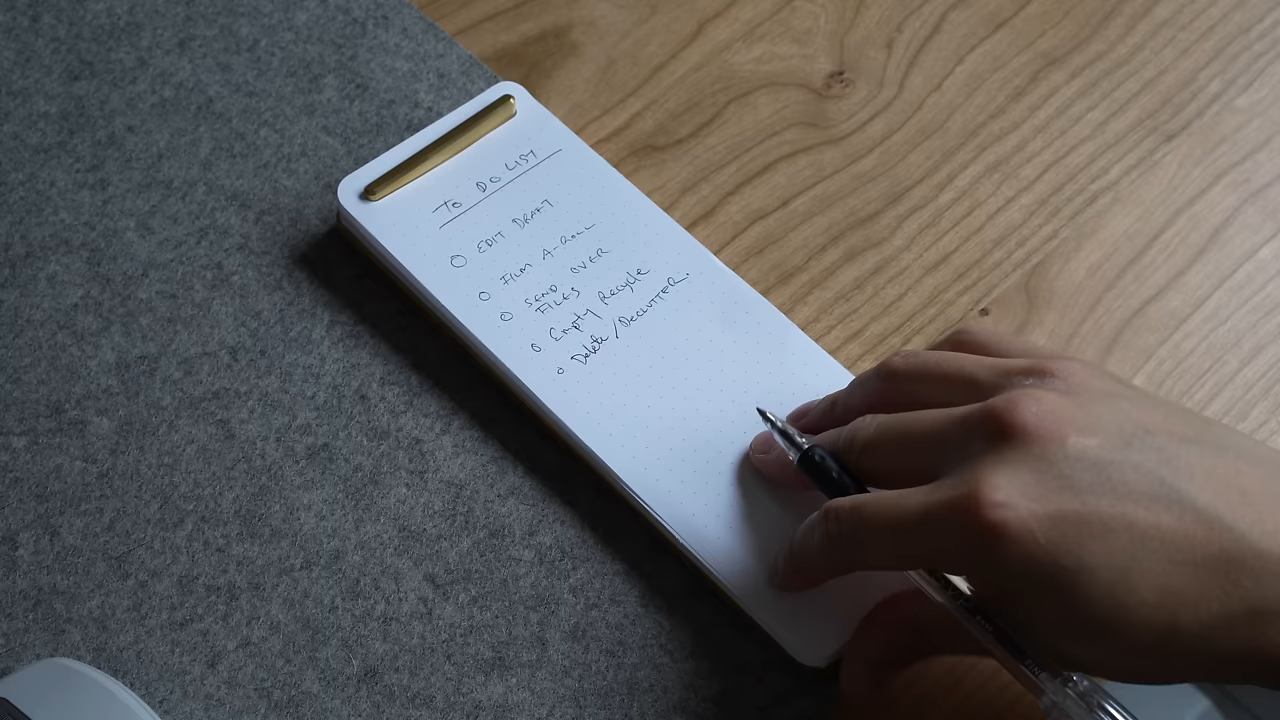 TO DO LIST
EDIT DRAFT
FILM A-ROLL
SEND OVER
FILES
Empty Recycle
Delete/DECLUTTER.